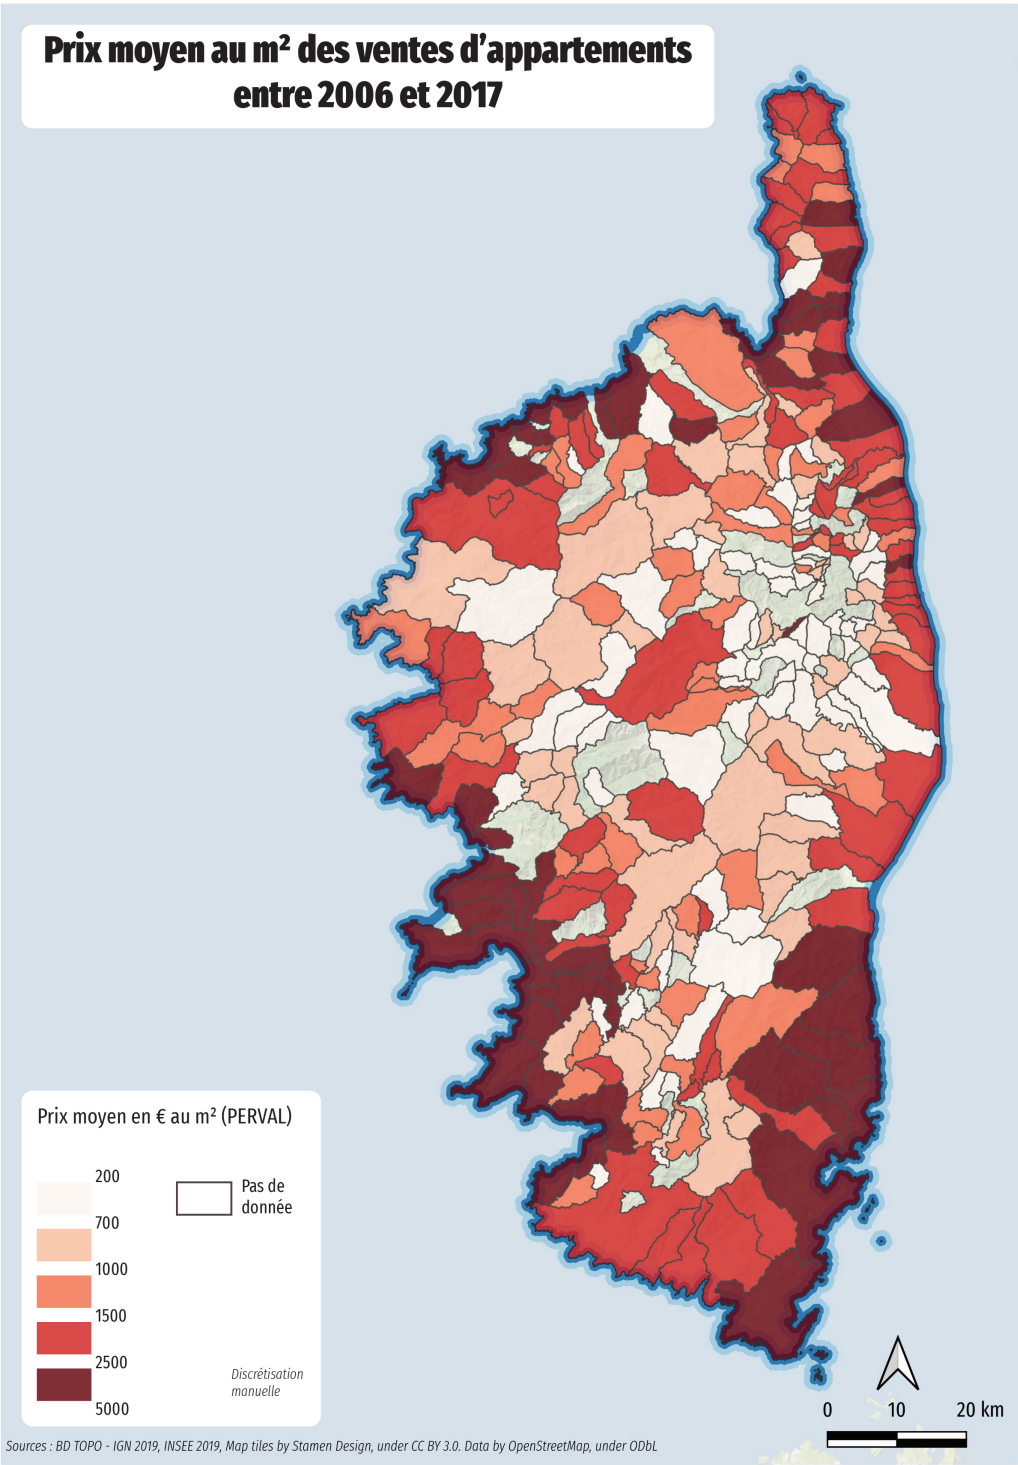 Prix moyen au m² des ventes d’appartements
entre 2006 et 2017
Prix moyen en € au m² (PERVAL)
200
700
1000
1500
2500
5000
Pas de
donnée
Discrétisation
manuelle
0 10 20 km
Sources : BD TOPO - IGN 2019, INSEE 2019, Map tiles by Stamen Design, under CC BY 3.0. Data by OpenStreetMap, under ODbL